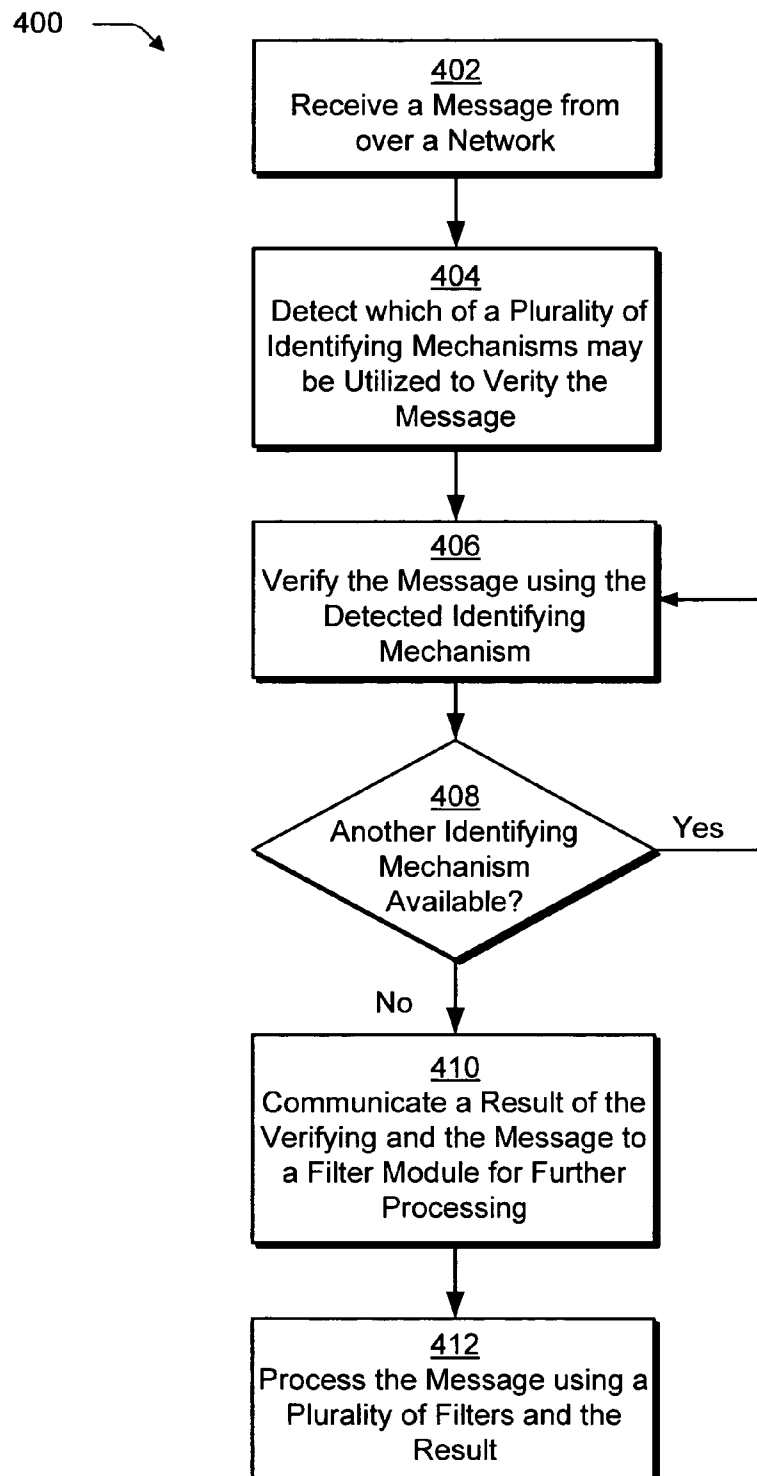 400
402
Receive a Message from
over a Network
404
Detect which of a Plurality of
Identifying Mechanisms may
be Utilized to Verity the
Message
406
Verify the Message using the
Detected Identifying
Mechanism
408
Another Identifying
Mechanism
Available?
Yes
No
410
Communicate a Result of the
Verifying and the Message to
a Filter Module for Further
Processing
412
Process the Message using a
Plurality of Filters and the
Result